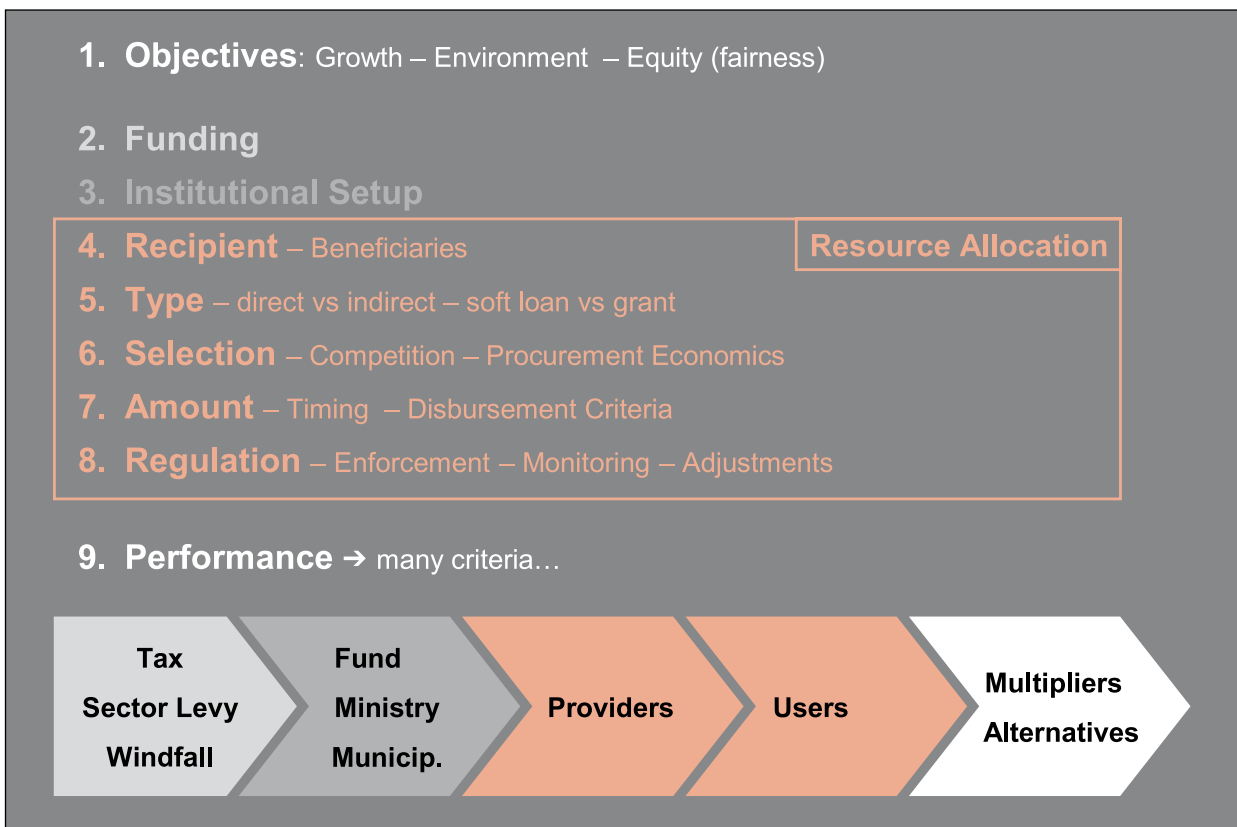 1. Objectives: Growth – Environment – Equity (fairness)
2. Funding
3. Institutional Setup
4. Recipient – Beneficiaries
Resource Allocation
5. Type – direct vs indirect – soft loan vs grant
6. Selection – Competition – Procurement Economics
7. Amount – Timing – Disbursement Criteria
8. Regulation – Enforcement – Monitoring – Adjustments
9. Performance ➔ many criteria…
Tax
Sector Levy
Windfall
Fund
Ministry
Municip.
Providers
Users
Multipliers
Alternatives